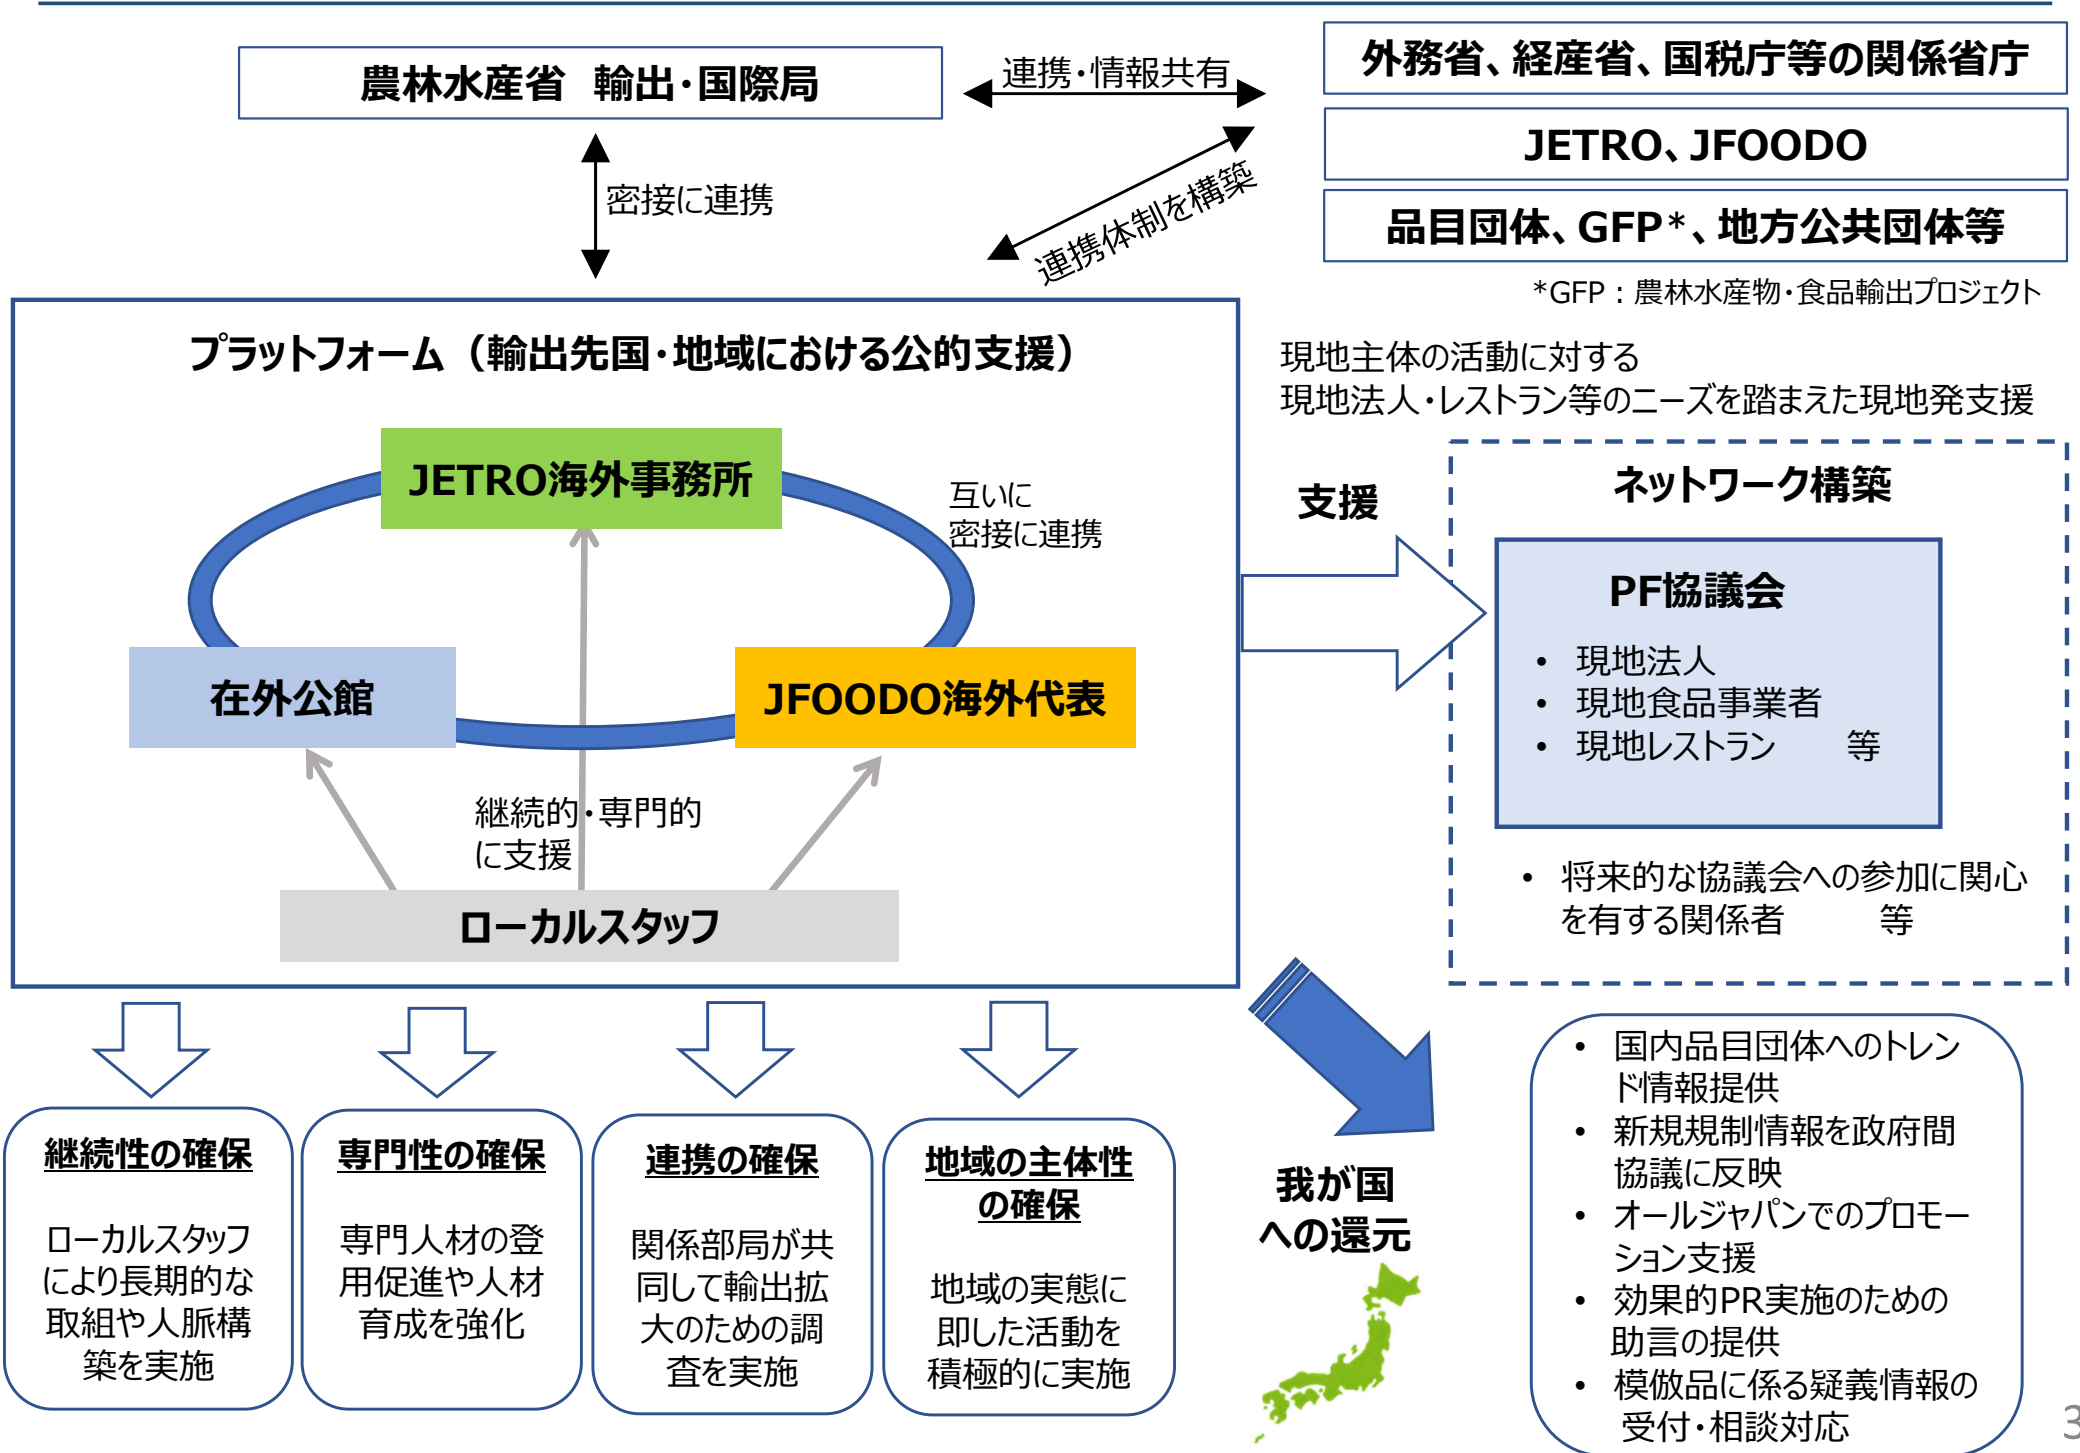 農林水産省　輸出・国際局
連携・情報共有
外務省、経産省、国税庁等の関係省庁
JETRO、JFOODO
品目団体、GFP*、地方公共団体等
*GFP：農林水産物・食品輸出プロジェクト
密接に連携
連携体制を構築
プラットフォーム（輸出先国・地域における公的支援）
JETRO海外事務所
互いに
密接に連携
在外公館
JFOODO海外代表
継続的・専門的
に支援
ローカルスタッフ
現地主体の活動に対する
現地法人・レストラン等のニーズを踏まえた現地発支援
支援
ネットワーク構築
PF協議会
• 現地法人
• 現地食品事業者
• 現地レストラン　　等
• 将来的な協議会への参加に関心
を有する関係者　　　等
継続性の確保
ローカルスタッフ
により長期的な
取組や人脈構
築を実施
専門性の確保
専門人材の登
用促進や人材
育成を強化
連携の確保
関係部局が共
同して輸出拡
大のための調
査を実施
地域の主体性
の確保
地域の実態に
即した活動を
積極的に実施
我が国
への還元
• 国内品目団体へのトレン
ド情報提供
• 新規規制情報を政府間
協議に反映
• オールジャパンでのプロモー
ション支援
• 効果的PR実施のための
助言の提供
• 模倣品に係る疑義情報の
受付・相談対応
3